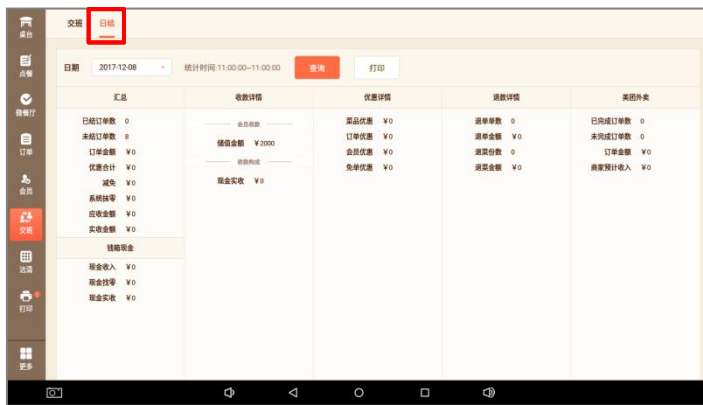 交班 日结
桌台
点餐
微餐厅
订单
会员
交班
沽清
打印
更多
日期 2017-12-08 统计时间:11:00:00~11:00:00 查询 打印
汇总 收款详情 优惠详情 退款详情 美团外卖
已结订单数 0
未结订单数 8
订单金额 ¥0
优惠合计 ¥0
减免 ¥0
系统抹零 ¥0
应收金额 ¥0
实收金额 ¥0
钱箱现金
现金收入 ¥0
现金找零 ¥0
现金实收 ¥0
会员收款
储值金额 ¥2000
收款构成
现金实收 ¥0
菜品优惠 ¥0
订单优惠 ¥0
会员优惠 ¥0
免单优惠 ¥0
退单单数 0
退单金额 ¥0
退菜份数 0
退菜金额 ¥0
已完成订单数 0
未完成订单数 0
订单金额 ¥0
商家预计收入 ¥0